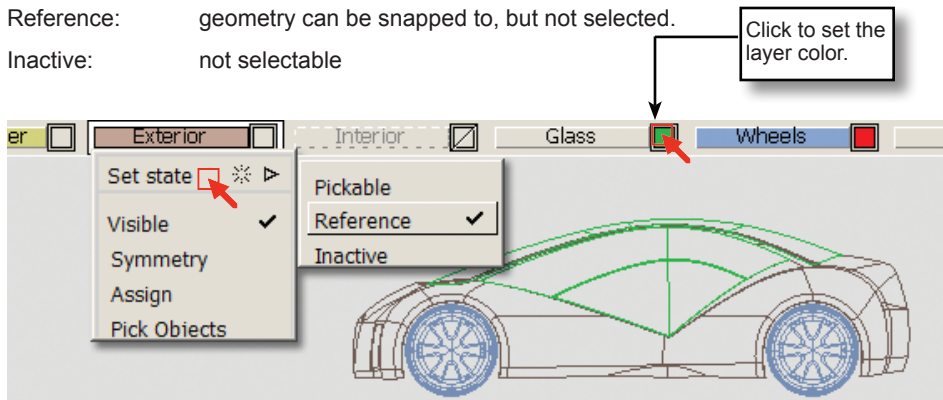 Reference: geometry can be snapped to, but not selected.
Inactive: not selectable
Click to set the
layer color.
er Exterior Interior Glass Wheels
Set state
Visible
Symmetry
Assign
Pick Objects
Pickable
Reference
Inactive